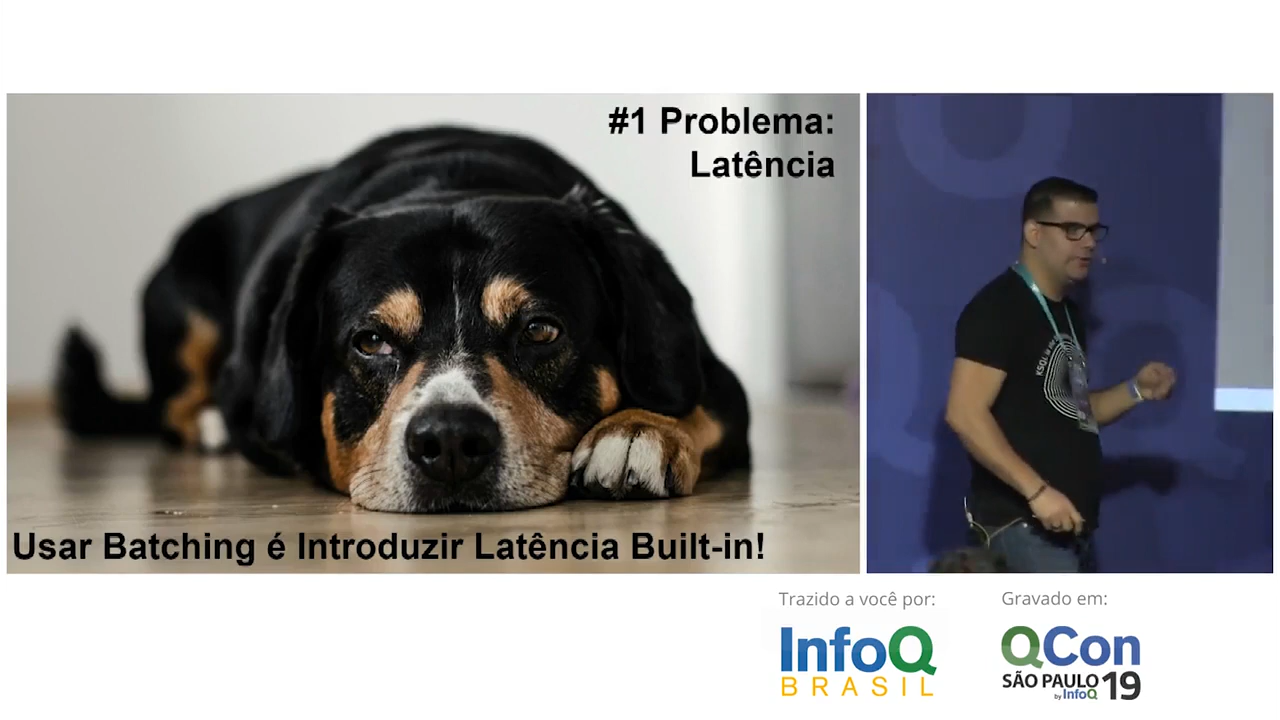 #1 Problema:
Latência
Usar Batching é Introduzir Latência Built-in!
KSQL
Trazido a você por:
InfoQ
BRASIL
Gravado em:
QCon
SÃO PAULO 19
by InfoQ